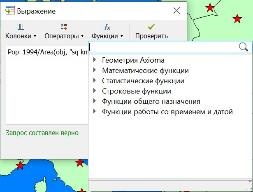 Выражение
Колонки Операторы Функции Проверить
Pop_1994/Area(obj, "sq km
Геометрия Axioma
Математические функции
Статистические функции
Строковые функции
Функции общего назначения
Функции работы со временем и датой
Запрос составлен верно